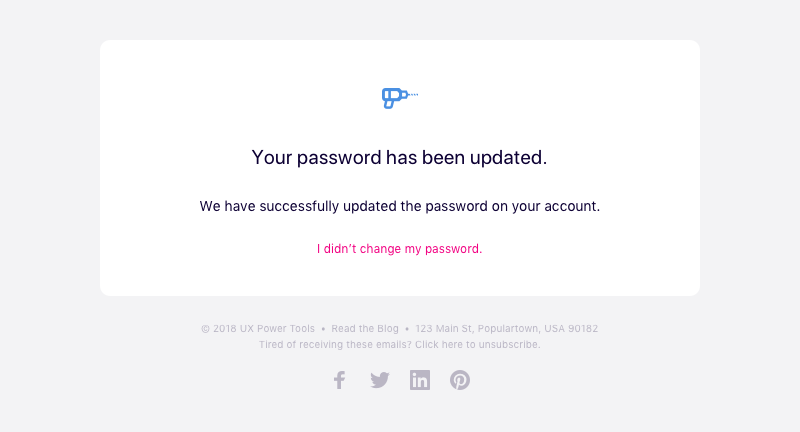 Your password has been updated.
We have successfully updated the password on your account.
I didn’t change my password.
© 2018 UX Power Tools • Read the Blog • 123 Main St, Populartown, USA 90182
Tired of receiving these emails? Click here to unsubscribe.